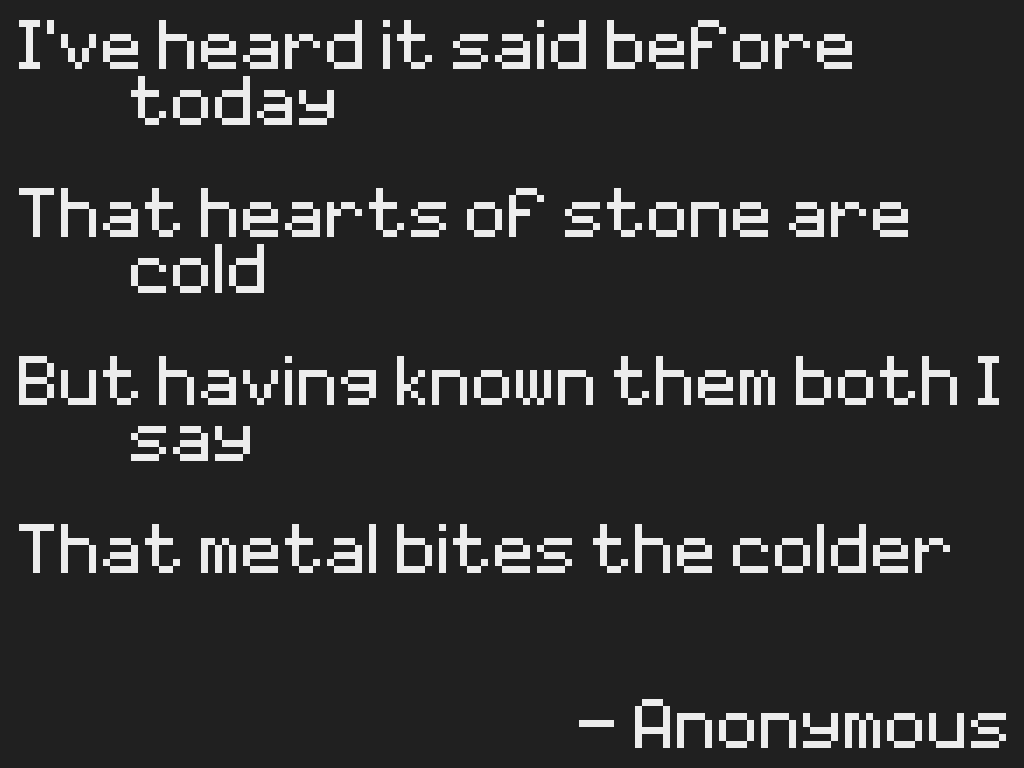 I've heard it said before
today
That hearts of stone are
cold
But having known them both I
say
That metal bites the colder
- Anonymous